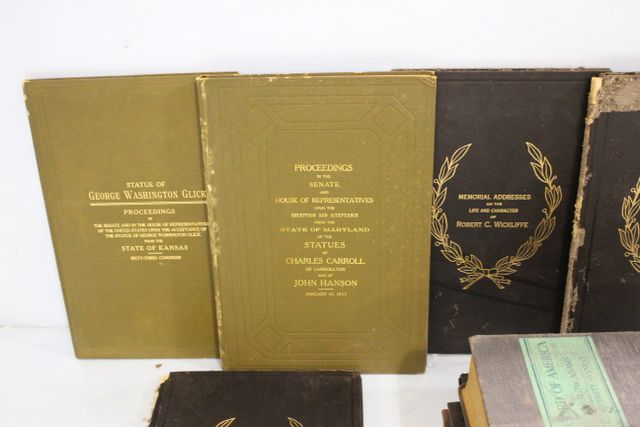 STATUE OF
GEORGE WASHINGTON GLICK
PROCEEDINGS
IN
THE SENATE AND IN THE HOUSE OF REPRESENTATIVES
OF THE UNITED STATES UPON THE ACCEPTANCE OF
THE STATUE OF GEORGE WASHINGTON GLICK
FROM THE
STATE OF KANSAS
SIXTY-THIRD CONGRESS
PROCEEDINGS
IN THE
SENATE
AND
HOUSE OF REPRESENTATIVES
UPON THE
RECEPTION AND ACCEPTANCE
FROM THE
STATE OF MARYLAND
OF THE
STATUES
OF
CHARLES CARROLL
OF CARROLLTON
AND OF
JOHN HANSON
JANUARY 31, 1903
MEMORIAL ADDRESSES
ON THE
LIFE AND CHARACTER
OF
ROBERT C. WICKLIFFE
OF AMERICA